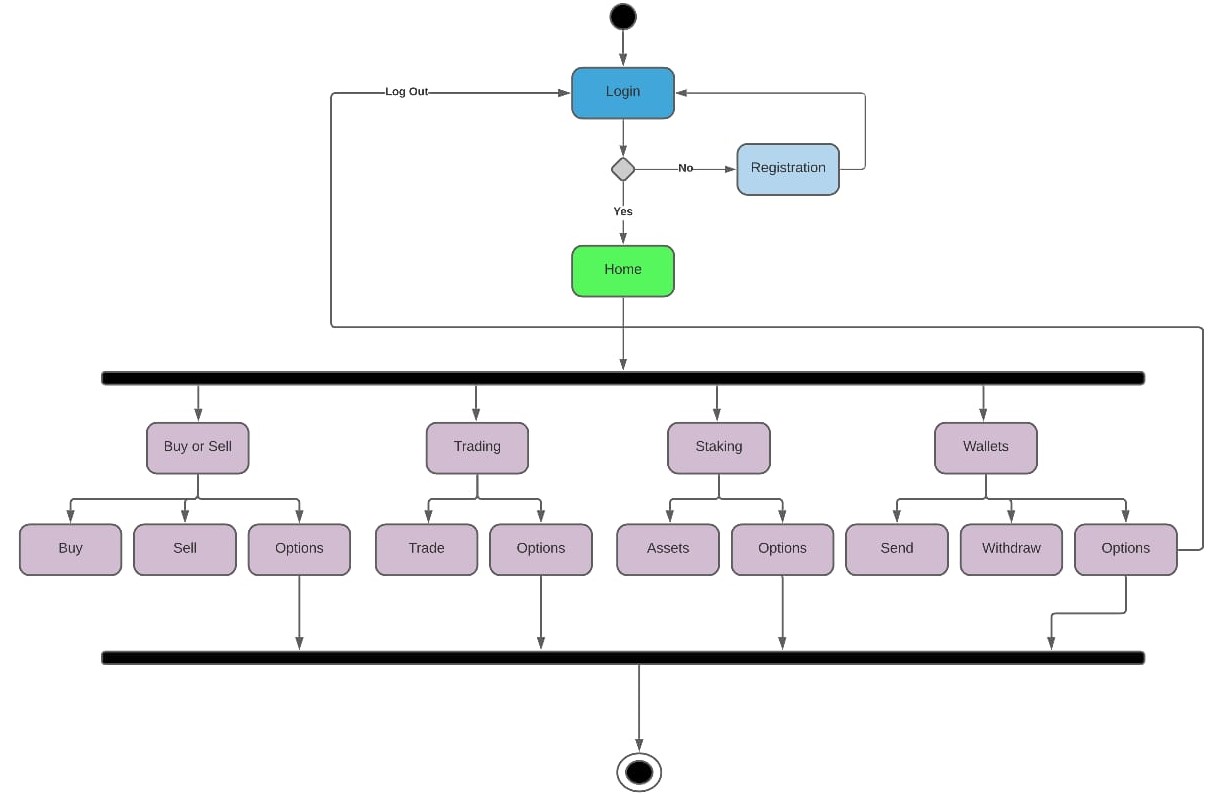 Log Out
Login
No
Registration
Yes
Home
Buy or Sell
Trading
Staking
Wallets
Buy
Sell
Options
Trade
Options
Assets
Options
Send
Withdraw
Options